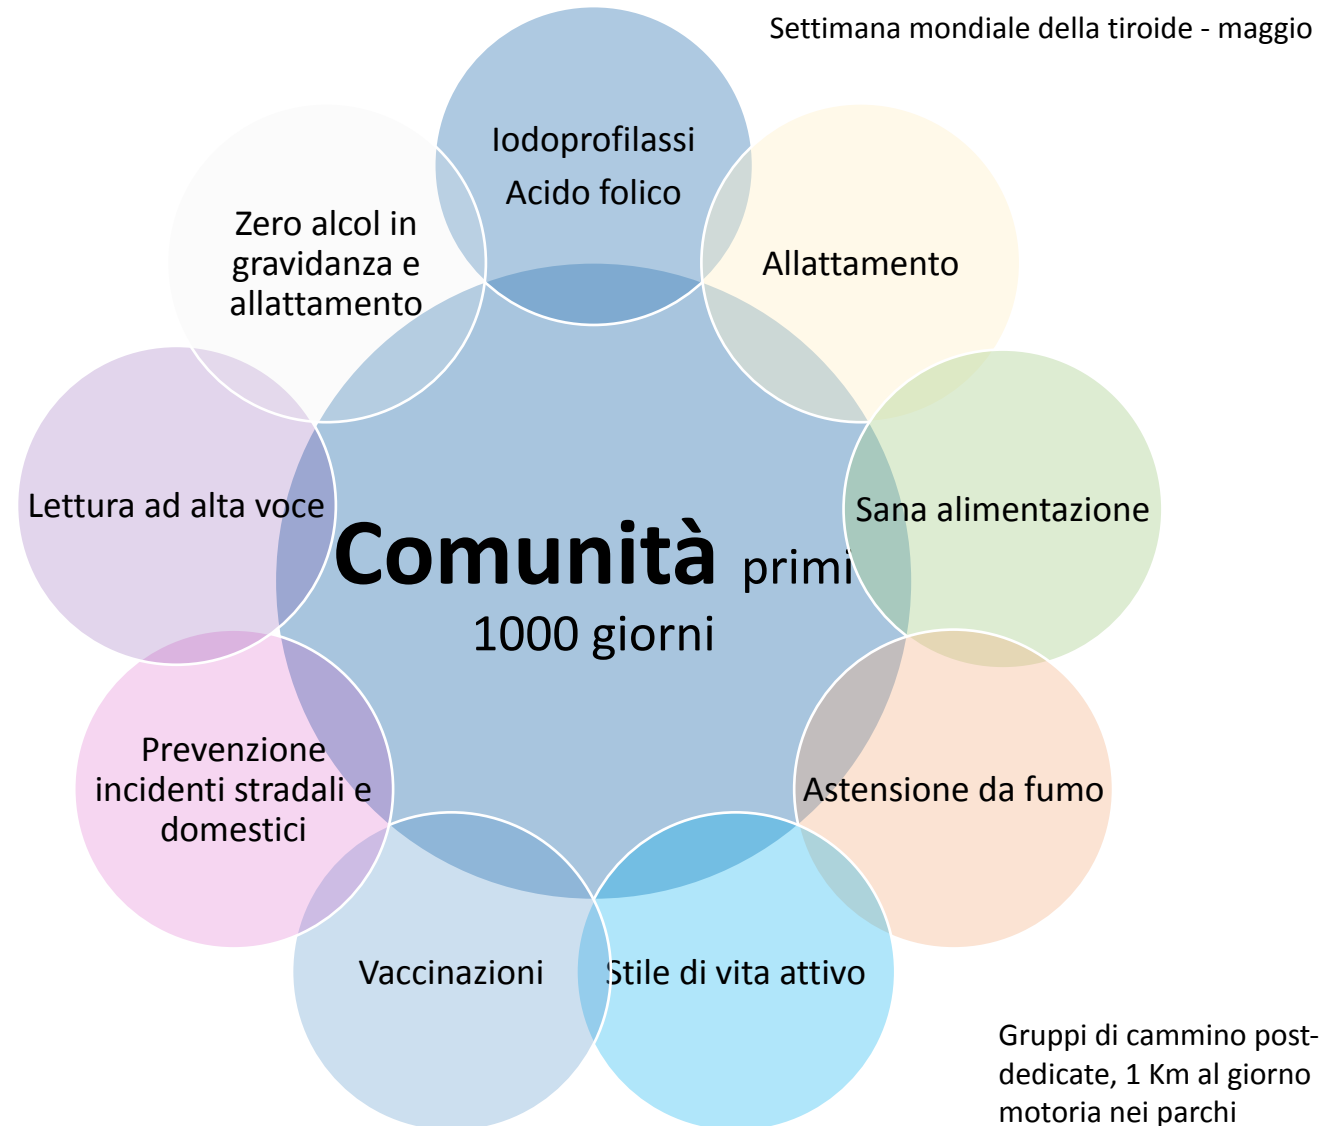 Settimana mondiale della tiroide - maggio
Iodoprofilassi
Acido folico
Zero alcol in
gravidanza e
allattamento
Allattamento
Lettura ad alta voce
Sana alimentazione
Comunità primi
1000 giorni
Prevenzione
incidenti stradali e
domestici
Astensione da fumo
Vaccinazioni
Stile di vita attivo
Gruppi di cammino post-
dedicate, 1 Km al giorno
motoria nei parchi